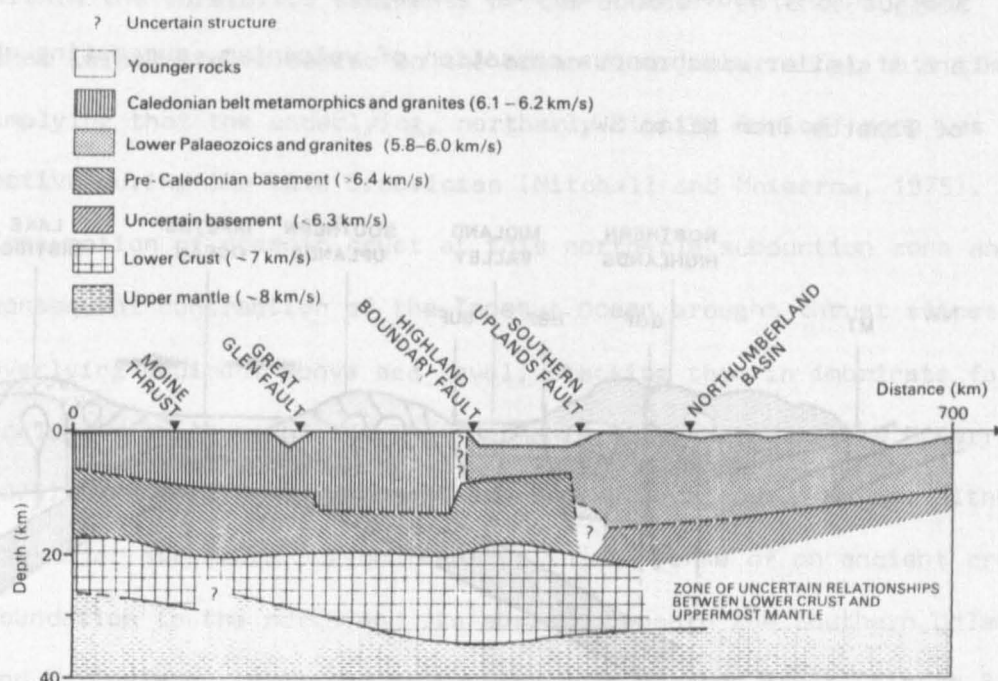 ? Uncertain structure
Younger rocks
Caledonian belt metamorphics and granites (6.1 – 6.2 km/s)
Lower Palaeozoics and granites (5.8–6.0 km/s)
Pre-Caledonian basement (>6.4 km/s)
Uncertain basement (<6.3 km/s)
Lower Crust (~7 km/s)
Upper mantle (~8 km/s)
MOINE
THRUST
GREAT
GLEN FAULT
HIGHLAND
BOUNDARY FAULT
SOUTHERN
UPLANDS FAULT
NORTHUMBERLAND
BASIN
Distance (km)
0
700
0
?
?
?
Depth (km)
20
?
?
ZONE OF UNCERTAIN RELATIONSHIPS
BETWEEN LOWER CRUST AND
UPPERMOST MANTLE
40